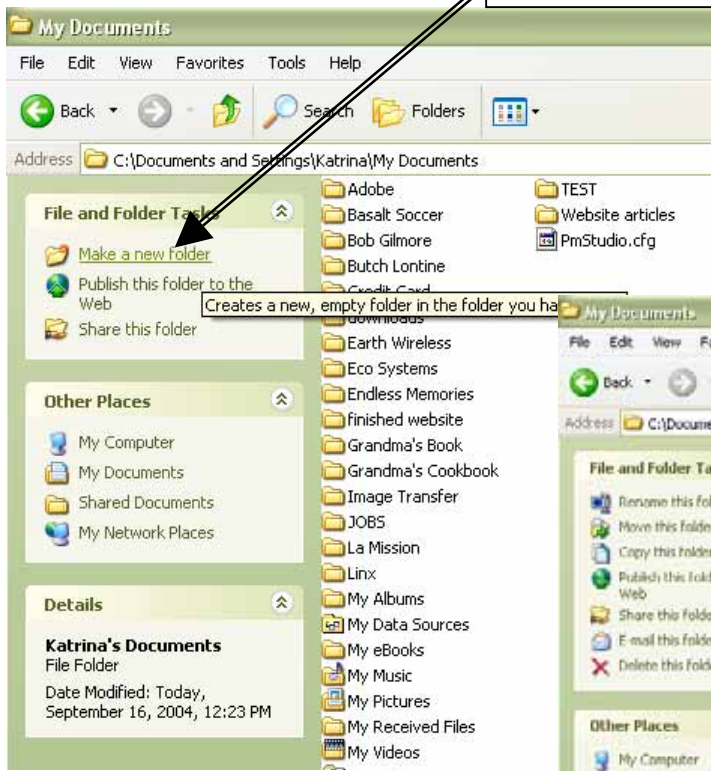 My Documents
File Edit View Favorites Tools Help
Back Search Folders
Address C:\Documents and Settings\Katrina\My Documents
File and Folder Tasks
Make a new folder
Publish this folder to the
Web
Share this folder
Creates a new, empty folder in the folder you ha
Other Places
My Computer
My Documents
Shared Documents
My Network Places
Details
Katrina's Documents
File Folder
Date Modified: Today,
September 16, 2004, 12:23 PM
Adobe
Basalt Soccer
Bob Gilmore
Butch Lontine
Credit Card
downloads
Earth Wireless
Eco Systems
Endless Memories
finished website
Grandma's Book
Grandma's Cookbook
Image Transfer
JOBS
La Mission
Linx
My Albums
My Data Sources
My eBooks
My Music
My Pictures
My Received Files
My Videos
TEST
Website articles
PmStudio.cfg
My Documents
File Edit View F
Back
Address C:\Docume
File and Folder Ta
Rename this fol
Move this folde
Copy this folder
Publish this fold
Web
Share this folde
E-mail this folde
Delete this fold
Other Places
My Computer